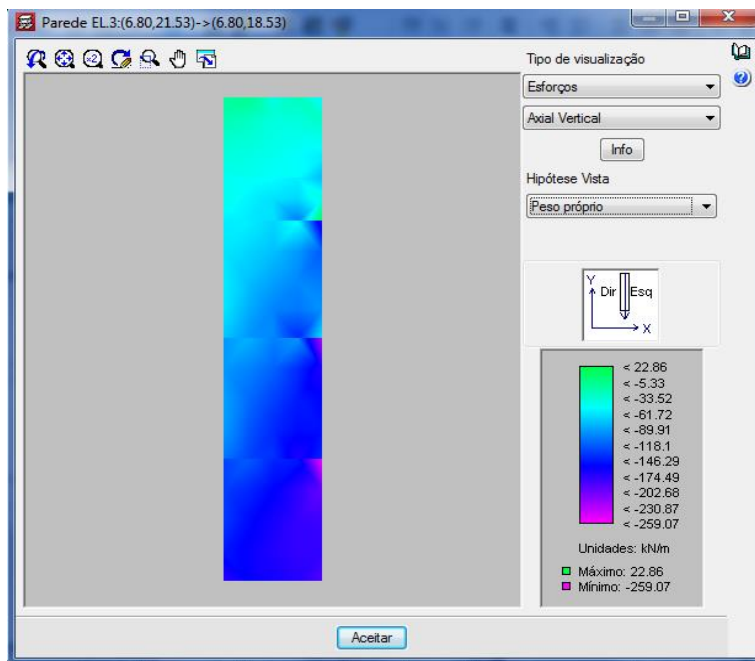 Parede EL.3:(6.80,21.53)->(6.80,18.53)
x2
Tipo de visualização
Esforços
Axial Vertical
Info
Hipótese Vista
Peso próprio
Y
Dir
Esq
X
< 22.86
< -5.33
< -33.52
< -61.72
< -89.91
< -118.1
< -146.29
< -174.49
< -202.68
< -230.87
< -259.07
Unidades: kN/m
Máximo: 22.86
Mínimo: -259.07
Aceitar